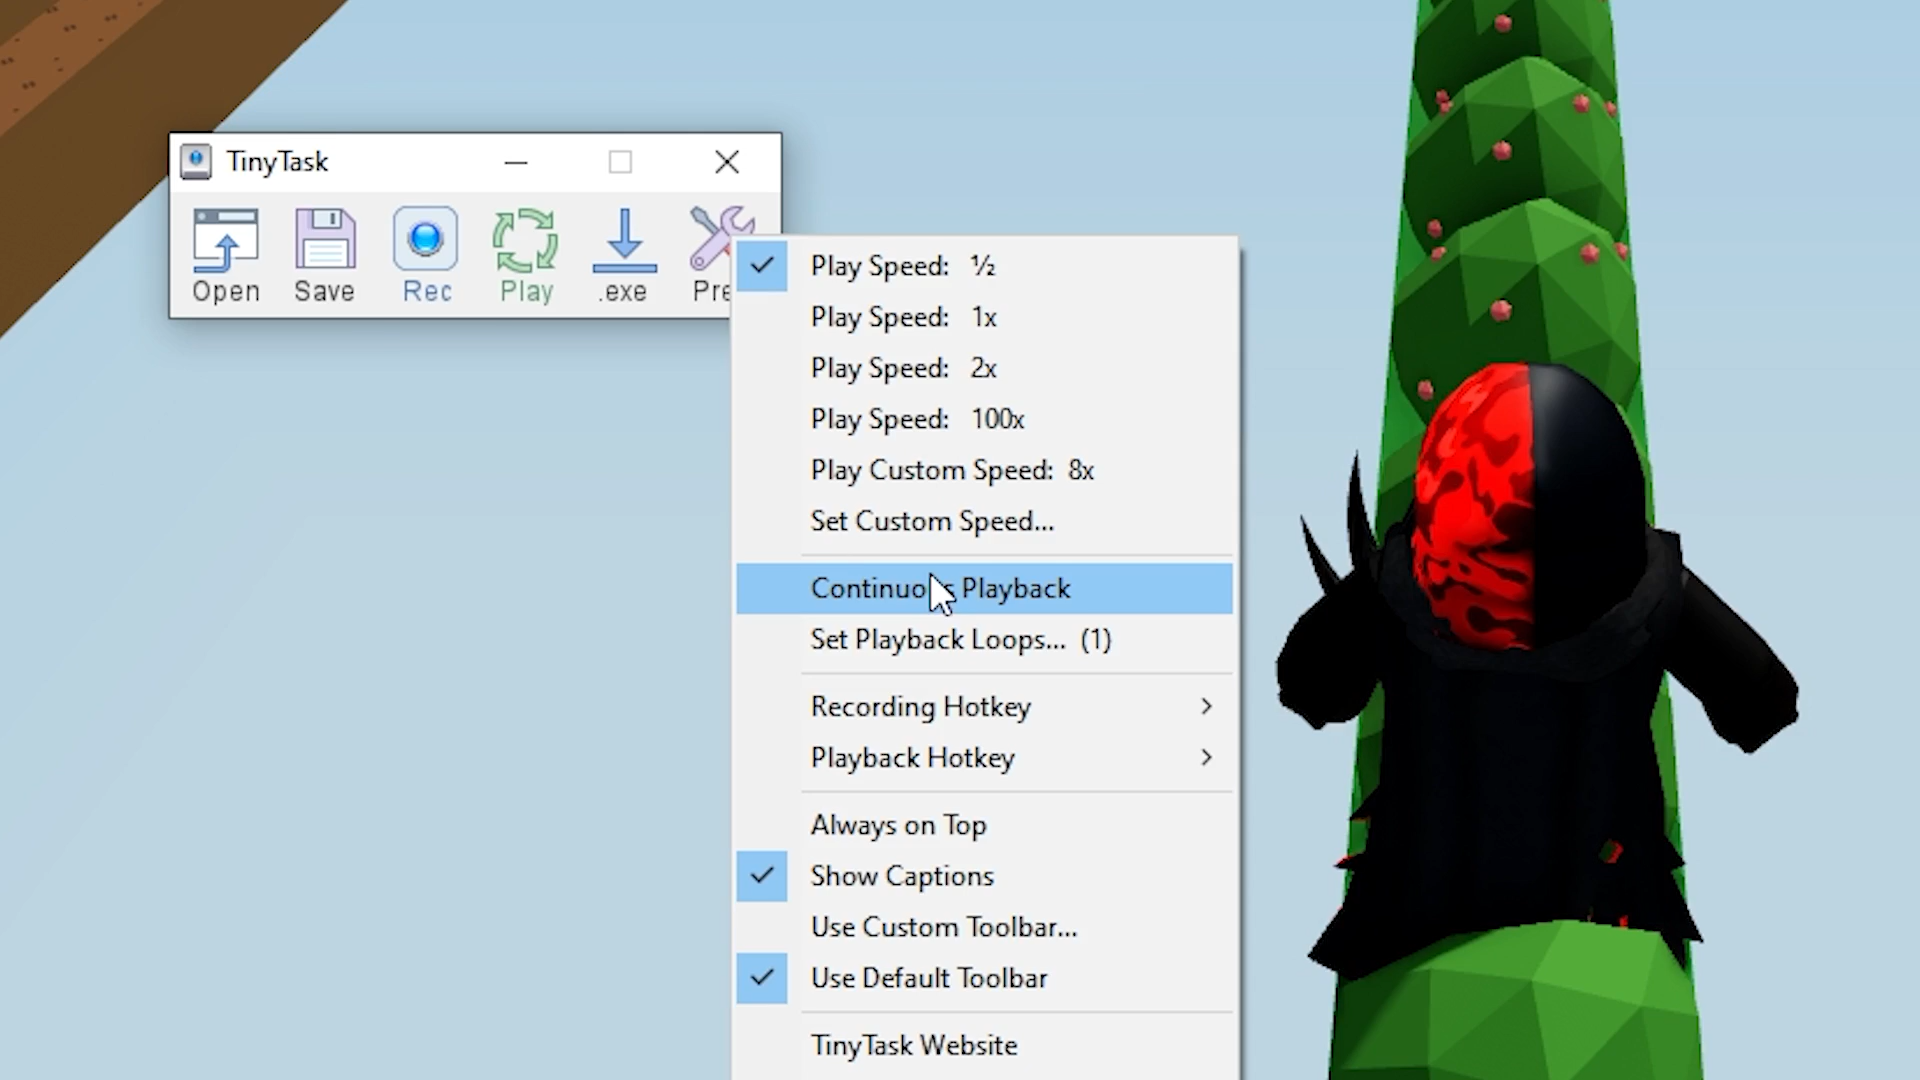 TinyTask
Open Save Rec Play .exe Pre
Play Speed: ½
Play Speed: 1x
Play Speed: 2x
Play Speed: 100x
Play Custom Speed: 8x
Set Custom Speed...
Continuous Playback
Set Playback Loops... (1)
Recording Hotkey
Playback Hotkey
Always on Top
Show Captions
Use Custom Toolbar...
Use Default Toolbar
TinyTask Website